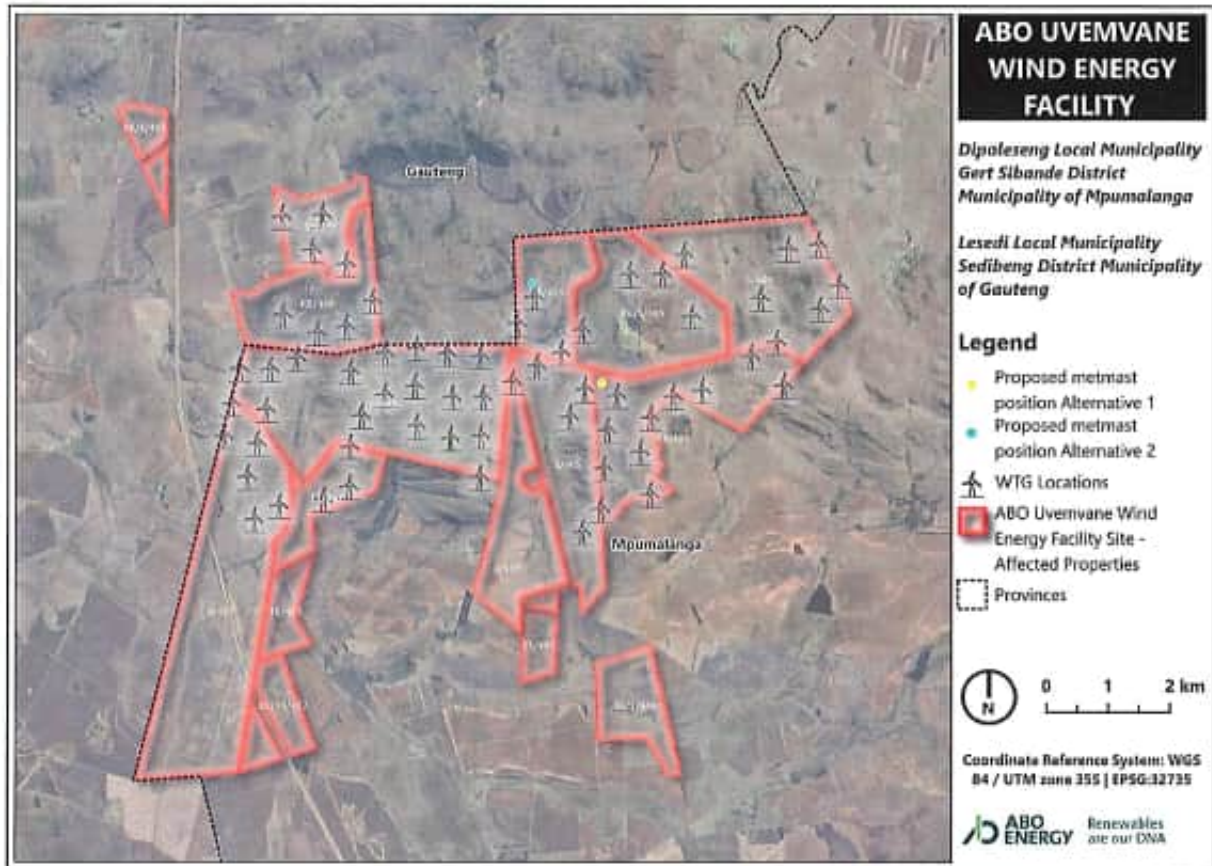 ABO UVEMVANE
WIND ENERGY
FACILITY
Dipaleseng Local Municipality
Gert Sibande District
Municipality of Mpumalanga
Lesedi Local Municipality
Sedibeng District Municipality
of Gauteng
Legend
Proposed metmast
position Alternative 1
Proposed metmast
position Alternative 2
WTG Locations
ABO Uvemvane Wind
Energy Facility Site -
Affected Properties
Provinces
N
0 1 2 km
Coordinate Reference System: WGS
84 / UTM zone 35S | EPSG:32735
ABO
ENERGY
Renewables
are our DNA
Gauteng
Mpumalanga